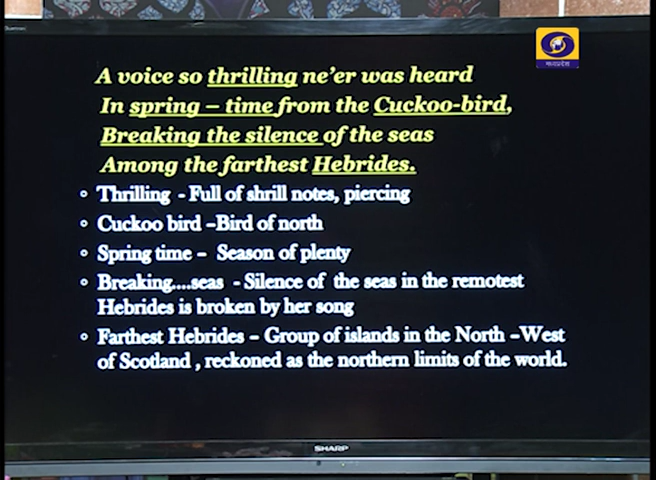 मध्यप्रदेश
A voice so thrilling ne'er was heard
In spring – time from the Cuckoo-bird,
Breaking the silence of the seas
Among the farthest Hebrides.
Thrilling - Full of shrill notes, piercing
Cuckoo bird –Bird of north
Spring time – Season of plenty
Breaking....seas - Silence of the seas in the remotest
Hebrides is broken by her song
Farthest Hebrides – Group of islands in the North –West
of Scotland , reckoned as the northern limits of the world.
SHARP